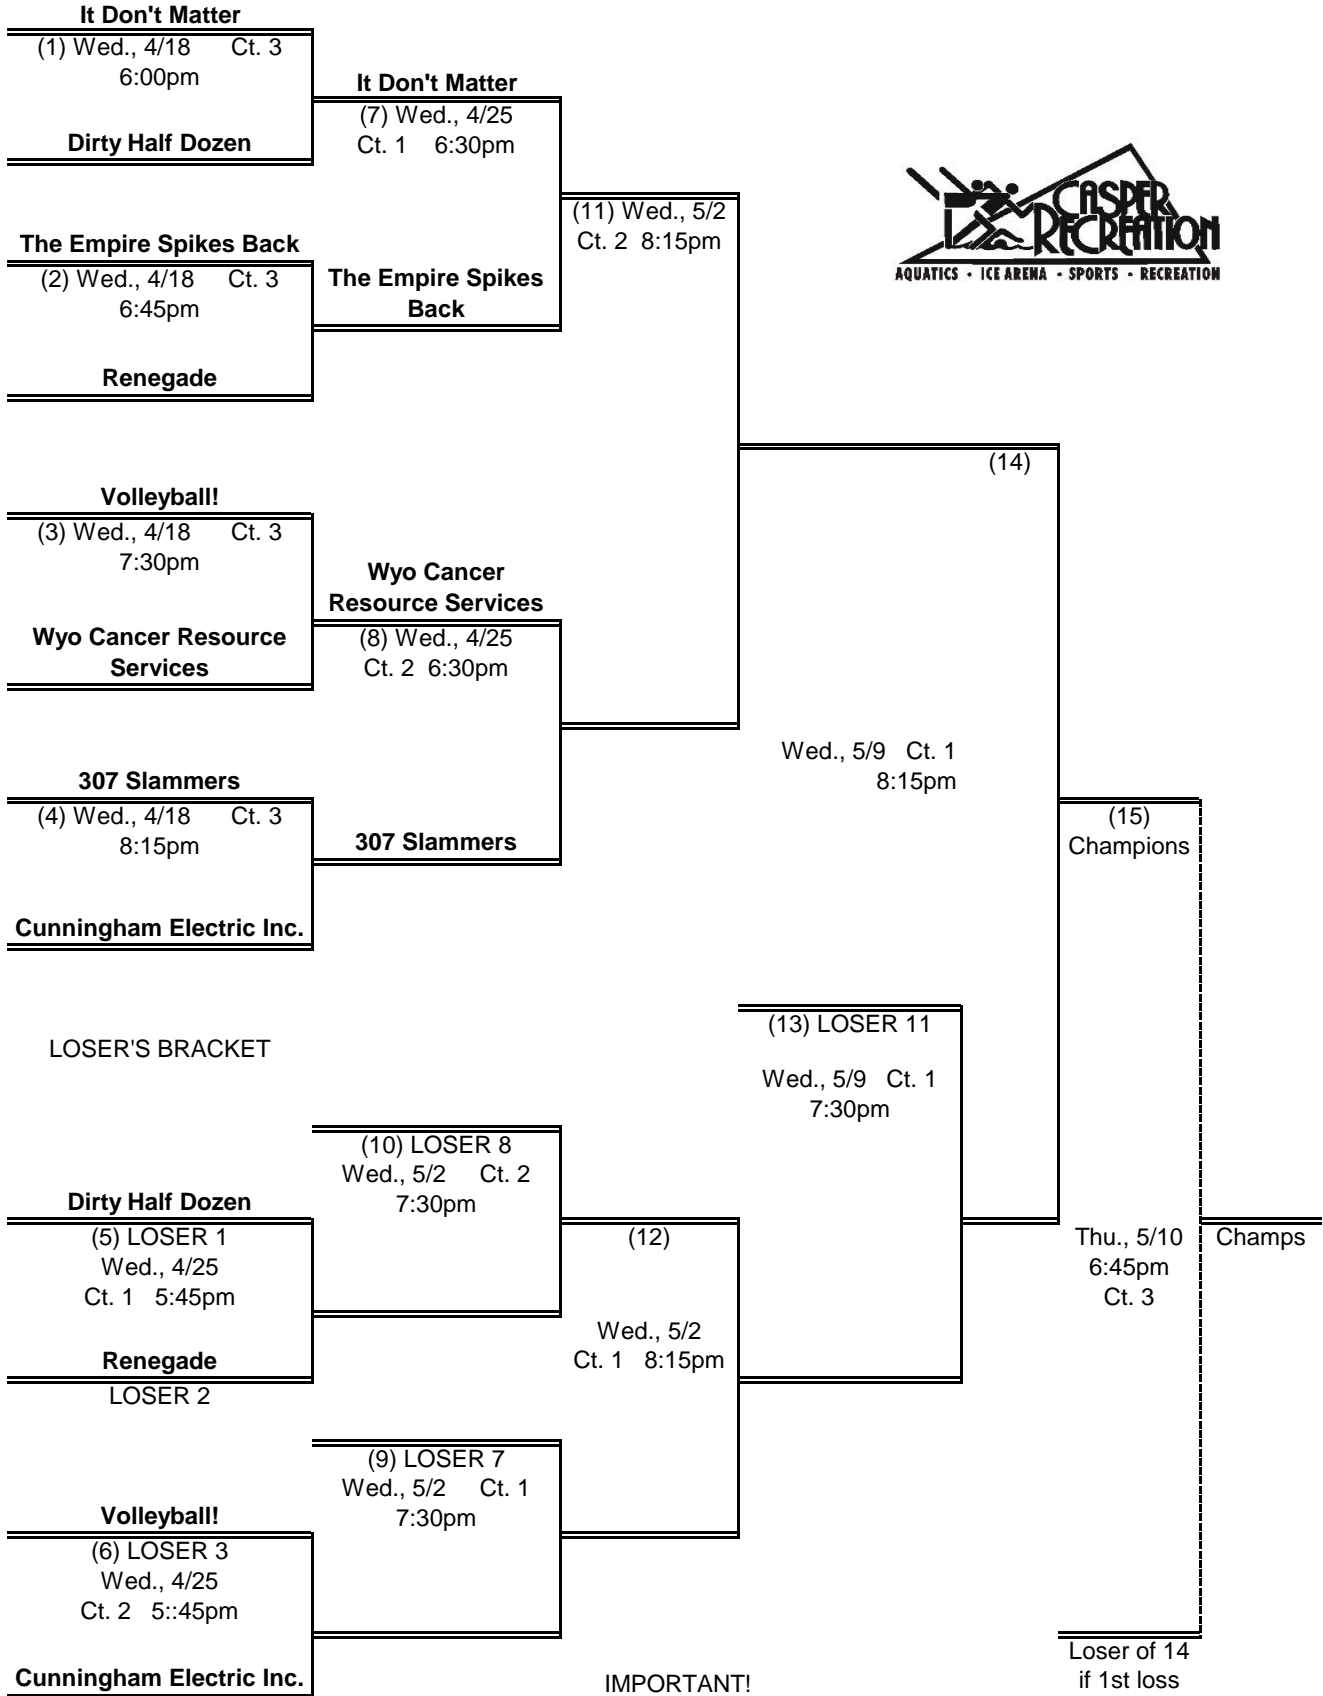 It Don't Matter
(1) Wed., 4/18 Ct. 3
6:00pm
It Don't Matter
(7) Wed., 4/25
Ct. 1 6:30pm
Dirty Half Dozen
CASPER
RECREATION
AQUATICS • ICE ARENA • SPORTS • RECREATION
(11) Wed., 5/2
Ct. 2 8:15pm
The Empire Spikes Back
(2) Wed., 4/18 Ct. 3
6:45pm
The Empire Spikes
Back
Renegade
(14)
Volleyball!
(3) Wed., 4/18 Ct. 3
7:30pm
Wyo Cancer
Resource Services
(8) Wed., 4/25
Ct. 2 6:30pm
Wyo Cancer Resource
Services
Wed., 5/9 Ct. 1
8:15pm
307 Slammers
(4) Wed., 4/18 Ct. 3
8:15pm
307 Slammers
(15)
Champions
Cunningham Electric Inc.
(13) LOSER 11
Wed., 5/9 Ct. 1
7:30pm
LOSER'S BRACKET
(10) LOSER 8
Wed., 5/2 Ct. 2
7:30pm
Dirty Half Dozen
(5) LOSER 1
Wed., 4/25
Ct. 1 5:45pm
(12)
Wed., 5/2
Ct. 1 8:15pm
Thu., 5/10
6:45pm
Ct. 3
Champs
Renegade
LOSER 2
(9) LOSER 7
Wed., 5/2 Ct. 1
7:30pm
Volleyball!
(6) LOSER 3
Wed., 4/25
Ct. 2 5::45pm
Cunningham Electric Inc.
IMPORTANT!
Loser of 14
if 1st loss